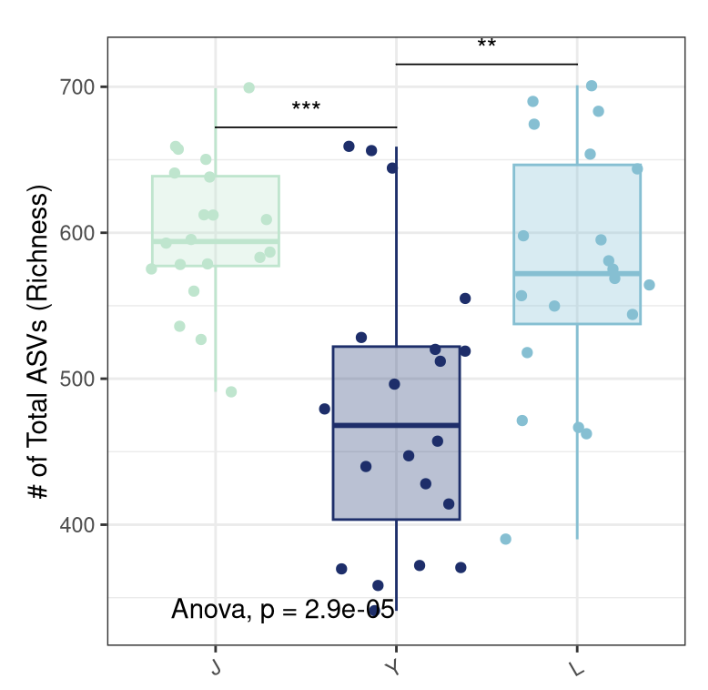 **
700
***
600
# of Total ASVs (Richness)
500
400
Anova, p = 2.9e-05
J
Y
L